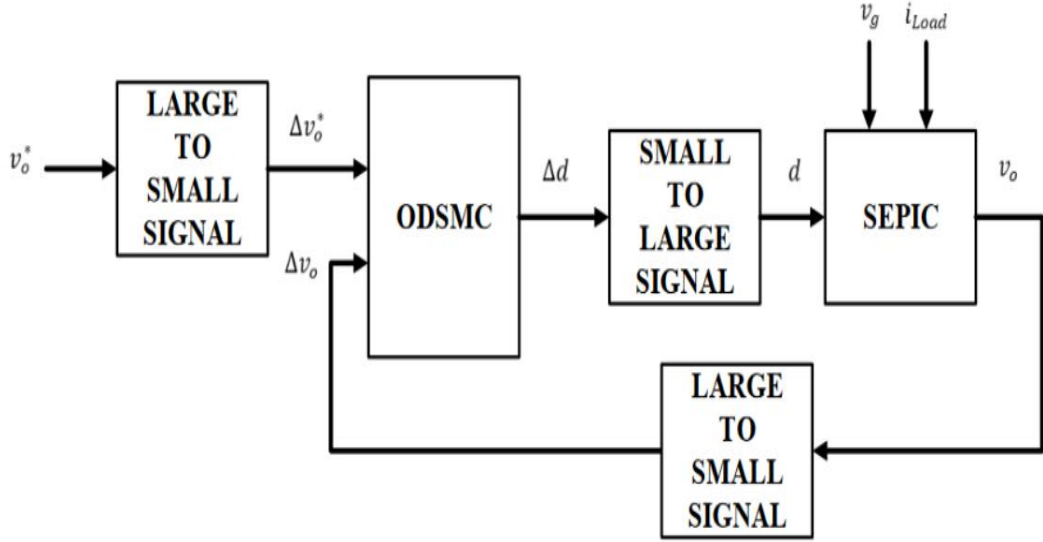 v_g
i_Load
LARGE
TO
SMALL
SIGNAL
v_o^*
Δv_o^*
Δv_o
ODSMC
Δd
SMALL
TO
LARGE
SIGNAL
d
SEPIC
v_o
LARGE
TO
SMALL
SIGNAL